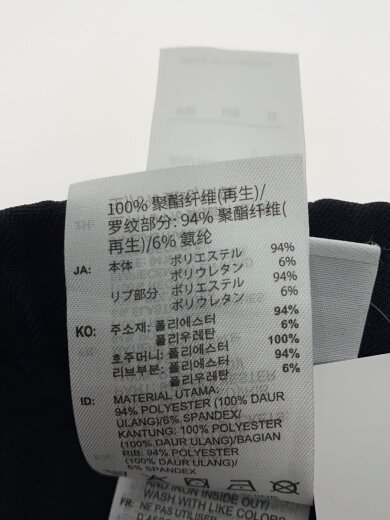 100% 聚酯纤维(再生)/
罗纹部分: 94% 聚酯纤维(
再生)/6% 氨纶
JA: 本体 ポリエステル 94%
ポリウレタン 6%
リブ部分 ポリエステル 94%
ポリウレタン 6%
KO: 주소재: 폴리에스터 94%
폴리우레탄 6%
호주머니: 폴리에스터 100%
리브부분: 폴리에스터 94%
폴리우레탄 6%
ID: MATERIAL UTAMA:
94% POLYESTER (100% DAUR
ULANG)/6% SPANDEX/
KANTUNG: 100% POLYESTER
(100% DAUR ULANG)/BAGIAN
RIB: 94% POLYESTER
(100% DAUR ULANG)/
6% SPANDEX
AND IRON INSIDE OUT/
WASH WITH LIKE COLORS
FR: NE PAS UTILISER